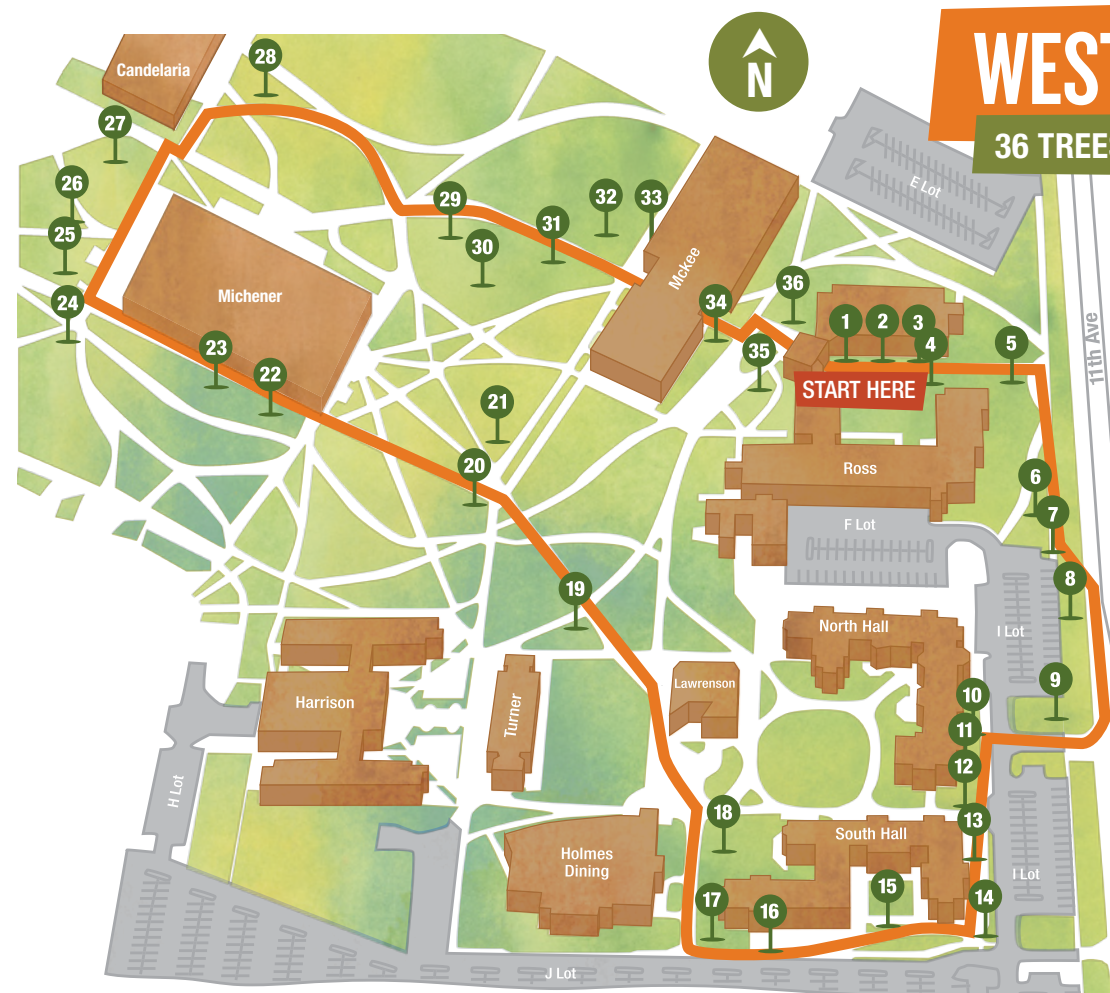 WEST
36 TREES
N
Candelaria
28
27
26
25
24
29
30
31
32
33
Mckee
E Lot
11th Ave
Michener
23
22
21
20
34
35
36
1
2
3
4
5
START HERE
Ross
F Lot
6
7
8
9
I Lot
North Hall
10
11
12
13
14
I Lot
South Hall
15
16
17
18
19
Lawrenson
Turner
Harrison
H Lot
Holmes
Dining
J Lot